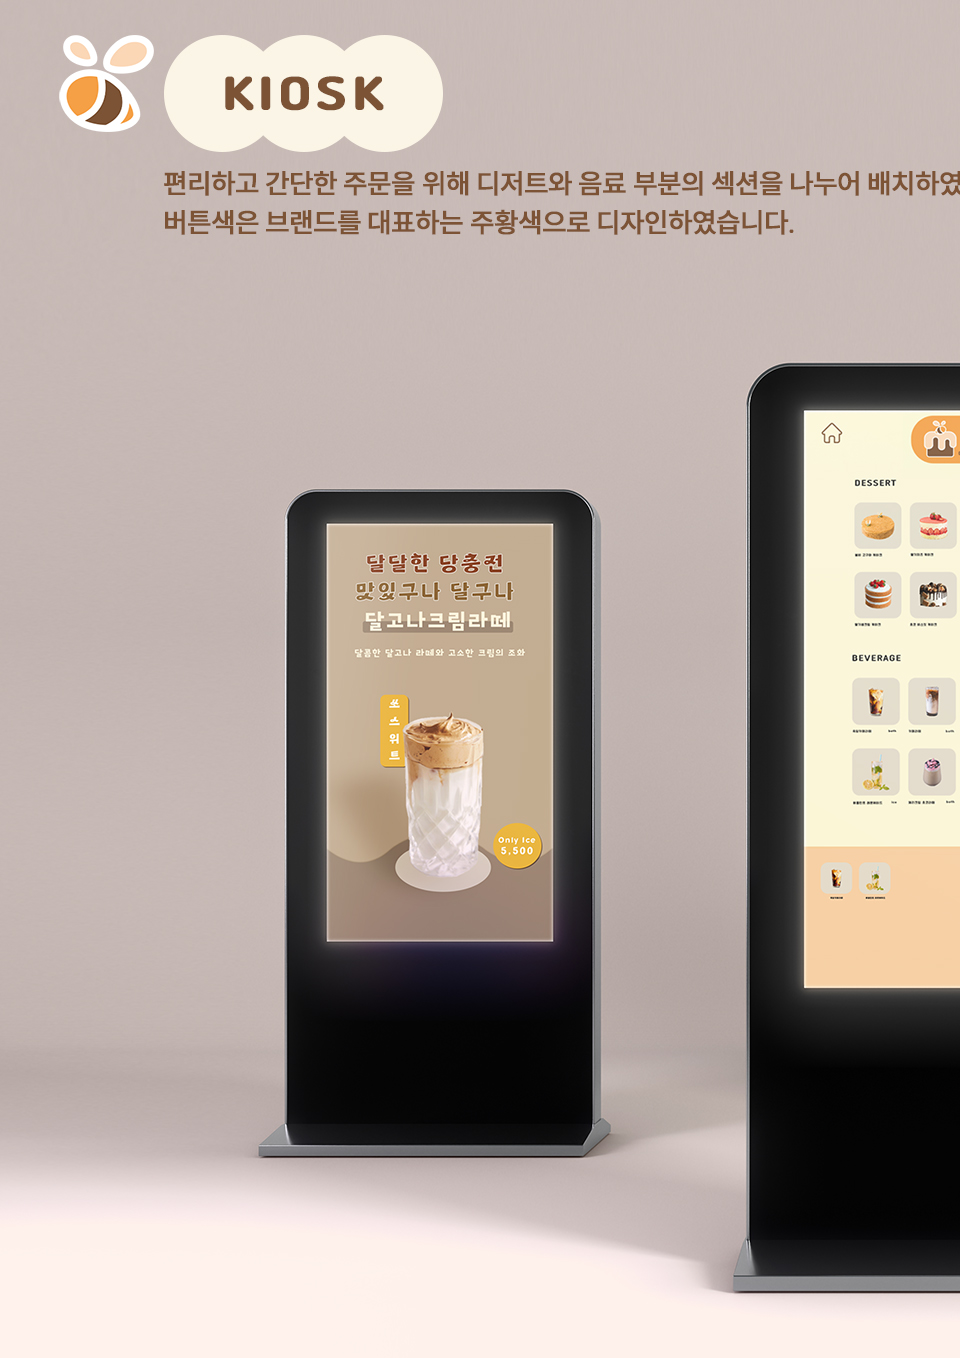 KIOSK
편리하고 간단한 주문을 위해 디저트와 음료 부분의 섹션을 나누어 배치하였
버튼색은 브랜드를 대표하는 주황색으로 디자인하였습니다.
달달한 당충전
맛있구나 달구나
달고나크림라떼
달콤한 달고나 라떼와 고소한 크림의 조화
쏘
스
위
트
Only Ice
5,500
DESSERT
BEVERAGE